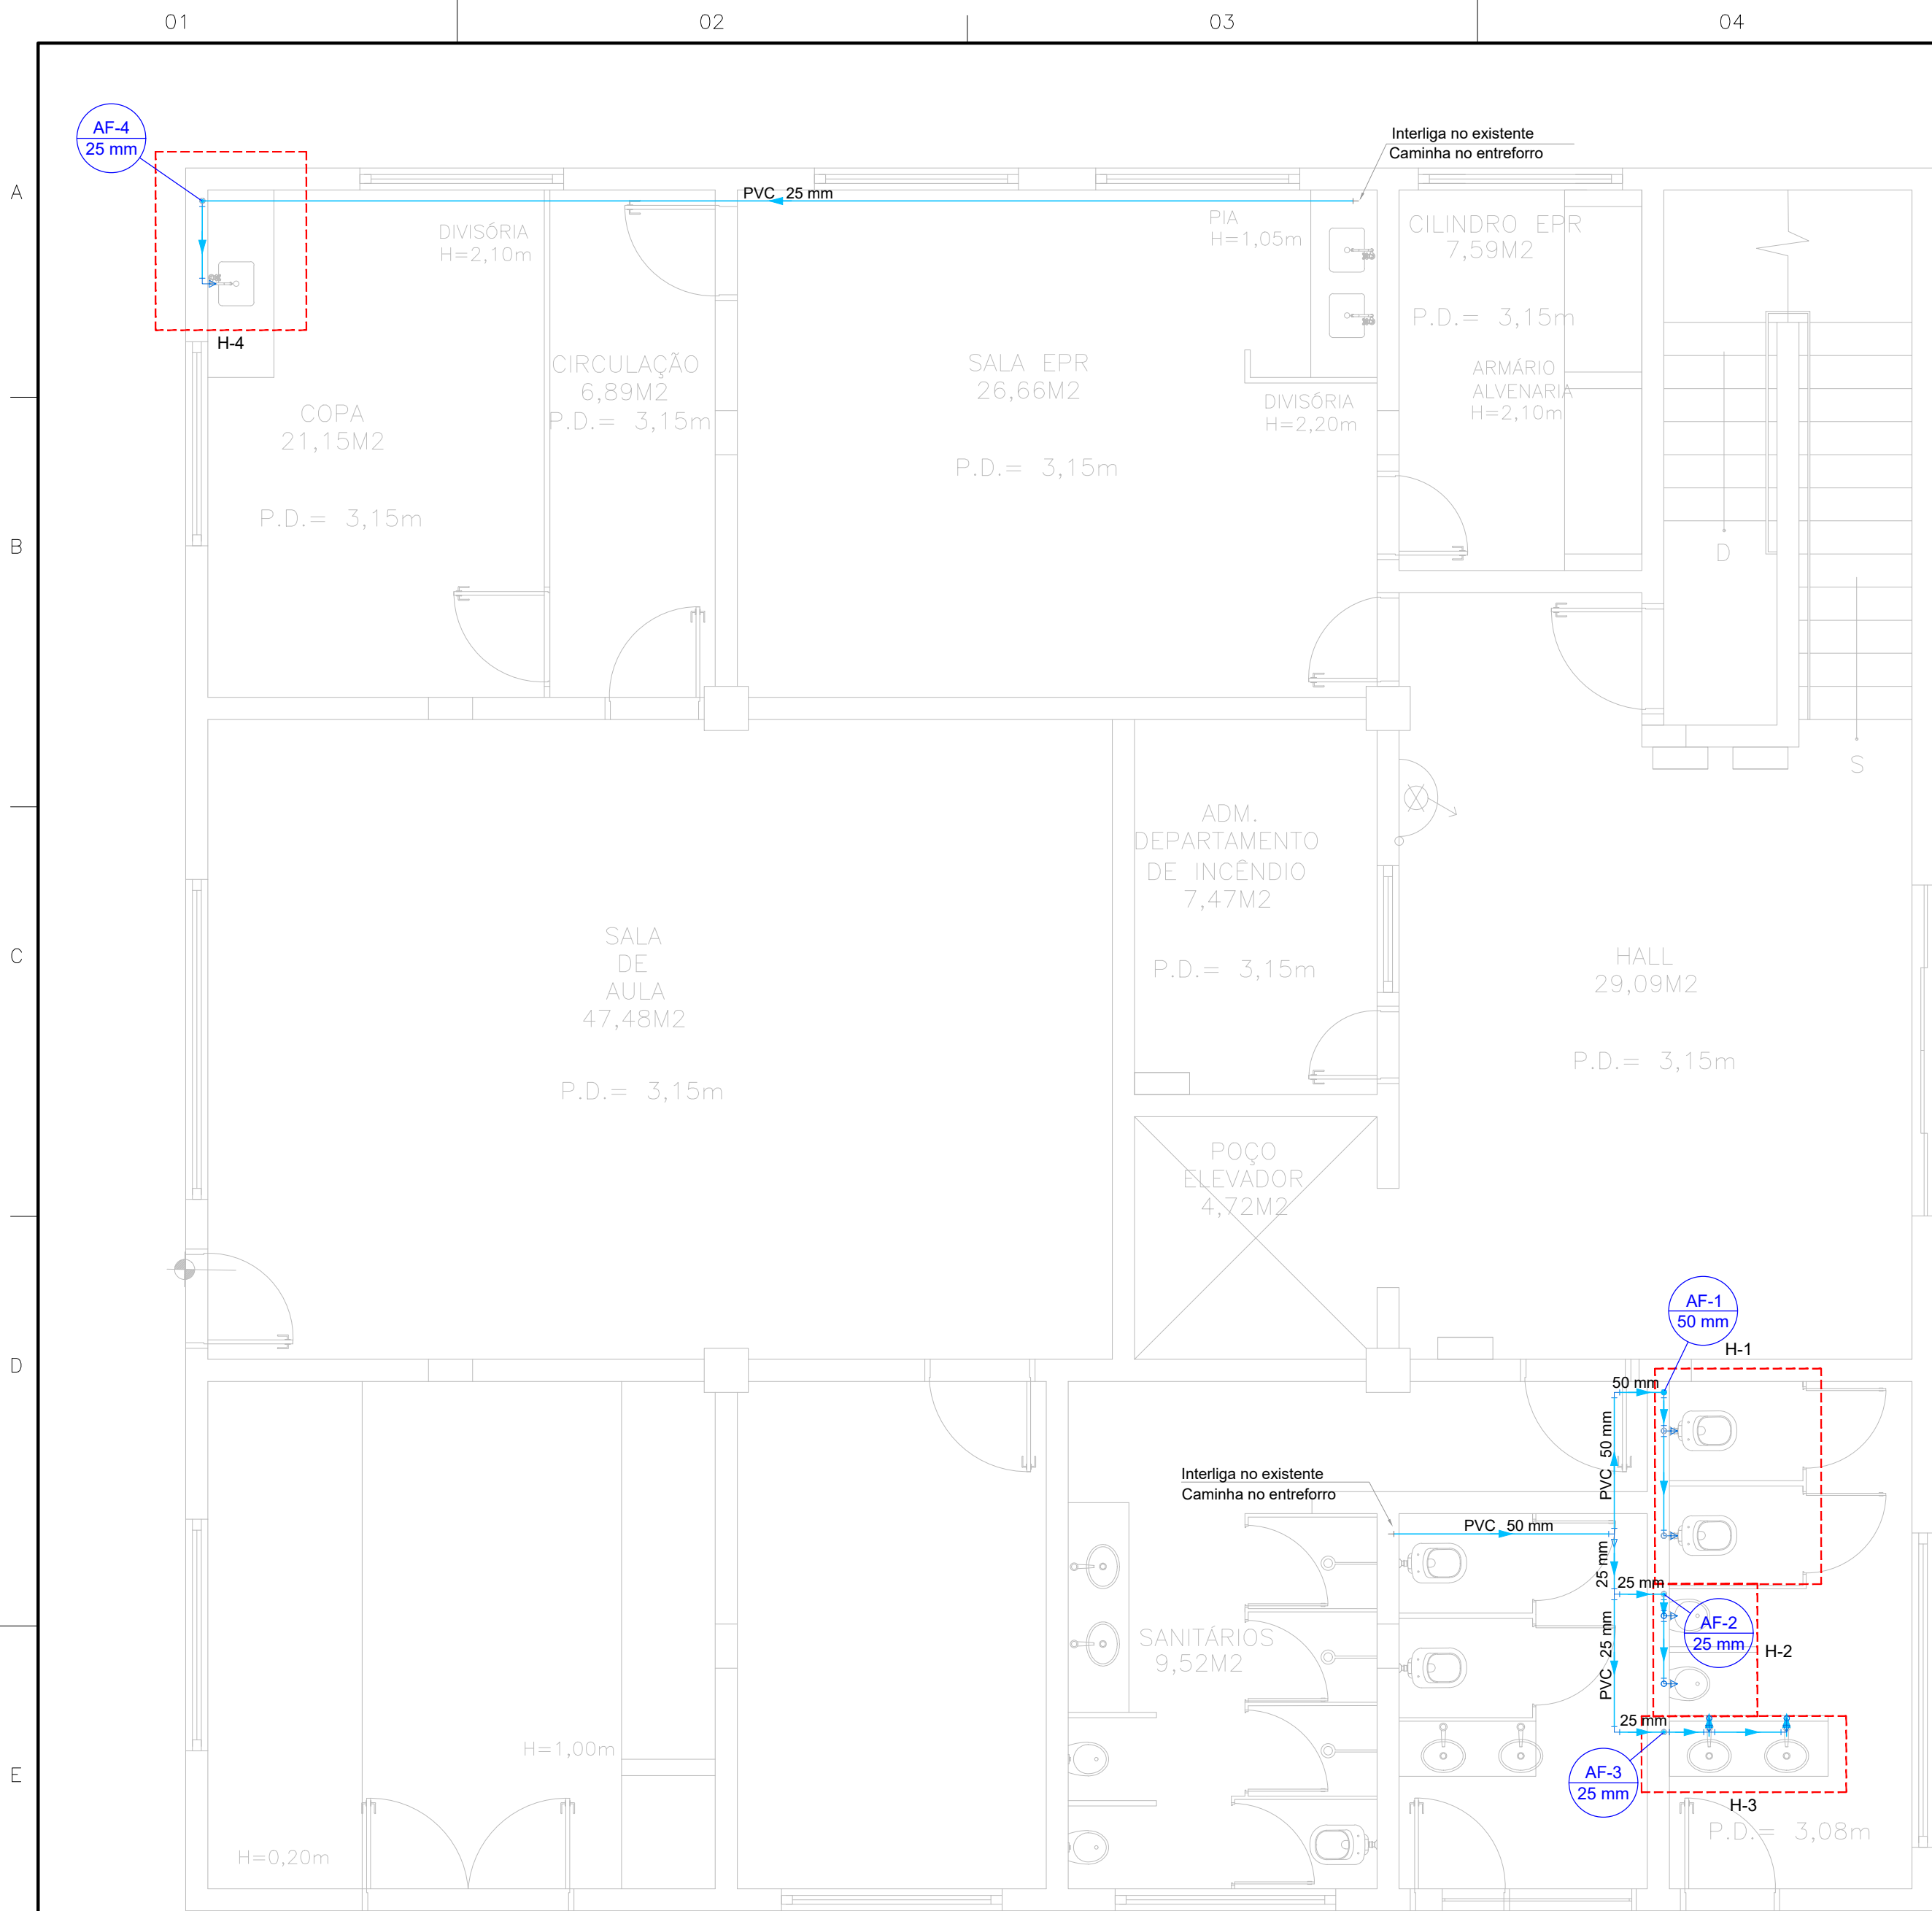 01
02
03
04
A
B
C
D
E
AF-4
25 mm
H-4
Interliga no existente
Caminha no entreforro
PVC 25 mm
DIVISÓRIA
H=2,10m
PIA
H=1,05m
CILINDRO EPR
7,59M2
P.D.= 3,15m
ARMÁRIO
ALVENARIA
H=2,10m
CIRCULAÇÃO
6,89M2
P.D.= 3,15m
SALA EPR
26,66M2
P.D.= 3,15m
DIVISÓRIA
H=2,20m
COPA
21,15M2
P.D.= 3,15m
D
S
ADM.
DEPARTAMENTO
DE INCÊNDIO
7,47M2
P.D.= 3,15m
SALA
DE
AULA
47,48M2
P.D.= 3,15m
HALL
29,09M2
P.D.= 3,15m
POÇO
ELEVADOR
4,72M2
AF-1
50 mm
H-1
50 mm
PVC 50 mm
Interliga no existente
Caminha no entreforro
PVC 50 mm
25 mm
25 mm
AF-2
25 mm
H-2
PVC 25 mm
SANITÁRIOS
9,52M2
25 mm
AF-3
25 mm
H-3
P.D.= 3,08m
H=1,00m
H=0,20m